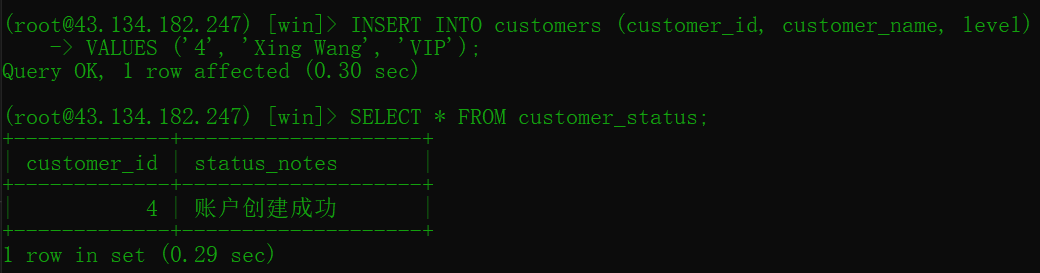 (root@43.134.182.247) [win]> INSERT INTO customers (customer_id, customer_name, level)
    -> VALUES ('4', 'Xing Wang', 'VIP');
Query OK, 1 row affected (0.30 sec)

(root@43.134.182.247) [win]> SELECT * FROM customer_status;
+-------------+--------------------+
| customer_id | status_notes       |
+-------------+--------------------+
|           4 | 账户创建成功       |
+-------------+--------------------+
1 row in set (0.29 sec)